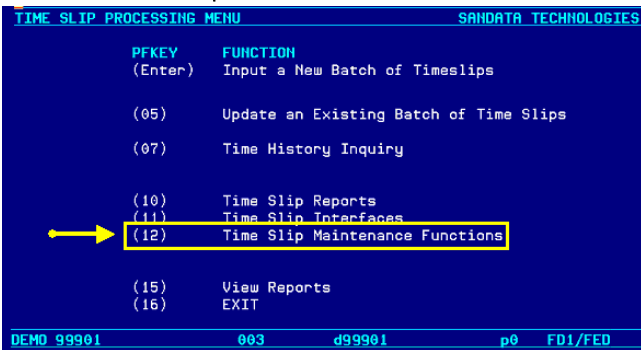 TIME SLIP PROCESSING MENU SANDATA TECHNOLOGIES
PFKEY FUNCTION
(Enter) Input a New Batch of Timeslips
(05) Update an Existing Batch of Time Slips
(07) Time History Inquiry
(10) Time Slip Reports
(11) Time Slip Interfaces
(12) Time Slip Maintenance Functions
(15) View Reports
(16) EXIT
DEMO 99901 003 d99901 p0 FD1/FED